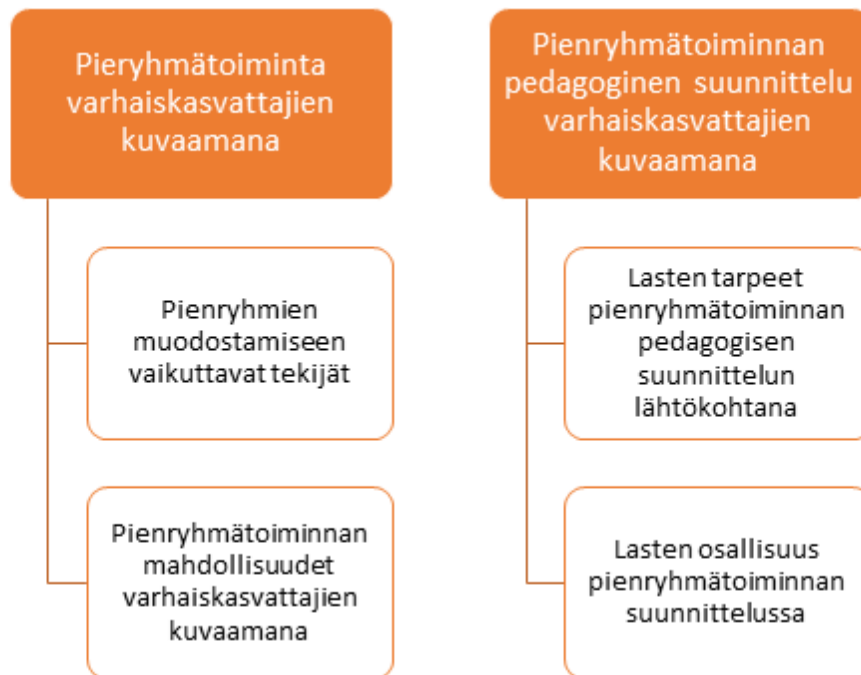 Pieryhmätoiminta
varhaiskasvattajien
kuvaamana
Pienryhmien
muodostamiseen
vaikuttavat tekijät
Pienryhmätoiminnan
mahdollisuudet
varhaiskasvattajien
kuvaamana
Pienryhmätoiminnan
pedagoginen suunnittelu
varhaiskasvattajien
kuvaamana
Lasten tarpeet
pienryhmätoiminnan
pedagogisen
suunnittelun
lähtökohtana
Lasten osallisuus
pienryhmätoiminnan
suunnittelussa